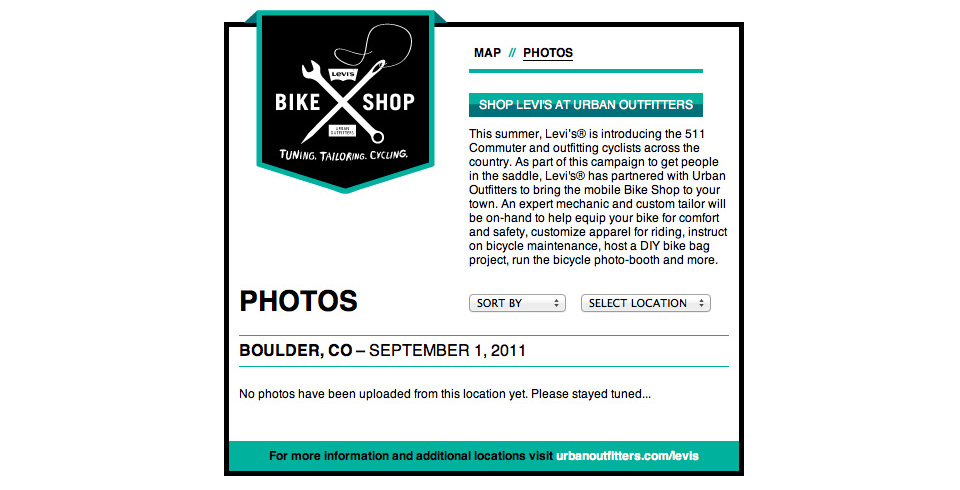 Levi's
BIKE SHOP
URBAN
OUTFITTERS
TUNING. TAILORING. CYCLING.
MAP // PHOTOS
SHOP LEVI'S AT URBAN OUTFITTERS
This summer, Levi's® is introducing the 511
Commuter and outfitting cyclists across the
country. As part of this campaign to get people
in the saddle, Levi's® has partnered with Urban
Outfitters to bring the mobile Bike Shop to your
town. An expert mechanic and custom tailor will
be on-hand to help equip your bike for comfort
and safety, customize apparel for riding, instruct
on bicycle maintenance, host a DIY bike bag
project, run the bicycle photo-booth and more.
PHOTOS
SORT BY
SELECT LOCATION
BOULDER, CO – SEPTEMBER 1, 2011
No photos have been uploaded from this location yet. Please stayed tuned...
For more information and additional locations visit urbanoutfitters.com/levis